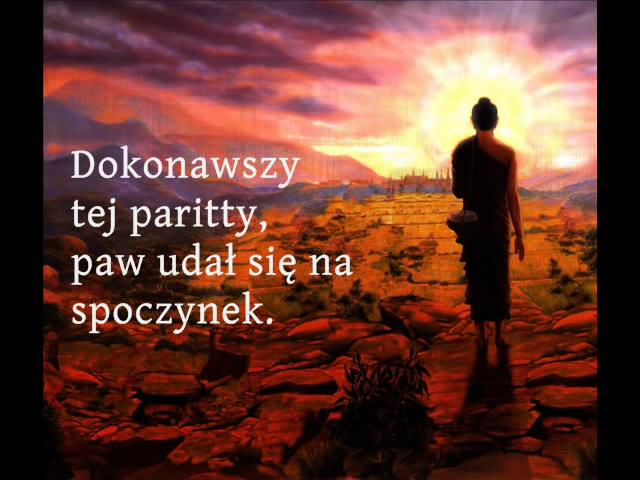 Dokonawszy
tej paritty,
paw udał się na
spoczynek.